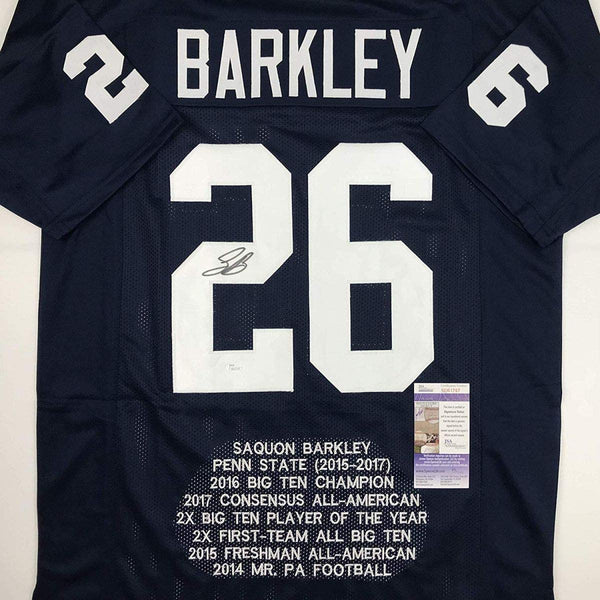 BARKLEY
2
6
26
SAQUON BARKLEY
PENN STATE (2015-2017)
2016 BIG TEN CHAMPION
2017 CONSENSUS ALL-AMERICAN
2X BIG TEN PLAYER OF THE YEAR
2X FIRST-TEAM ALL BIG TEN
2015 FRESHMAN ALL-AMERICAN
2014 MR. PA FOOTBALL
JSA